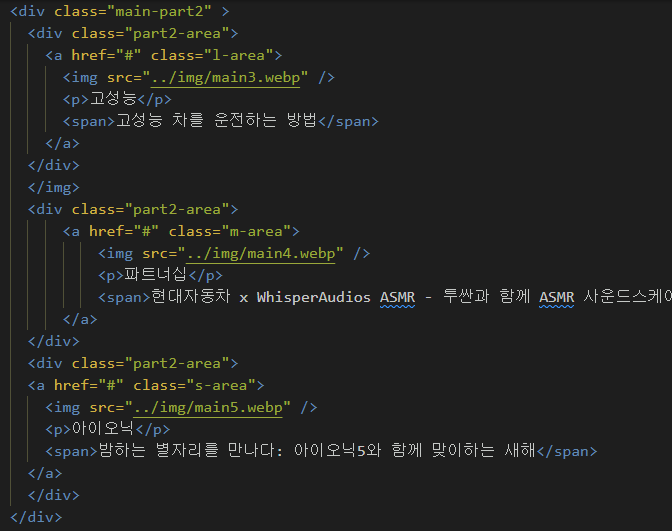 <div class="main-part2" >
<div class="part2-area">
<a href="#" class="l-area">
<img src="../img/main3.webp" />
<p>고성능</p>
<span>고성능 차를 운전하는 방법</span>
</a>
</div>
</img>
<div class="part2-area">
<a href="#" class="m-area">
<img src="../img/main4.webp" />
<p>파트너십</p>
<span>현대자동차 x WhisperAudios ASMR - 투싼과 함께 ASMR 사운드스케이
</a>
</div>
<div class="part2-area">
<a href="#" class="s-area">
<img src="../img/main5.webp" />
<p>아이오닉</p>
<span>밤하는 별자리를 만나다: 아이오닉5와 함께 맞이하는 새해</span>
</a>
</div>
</div>